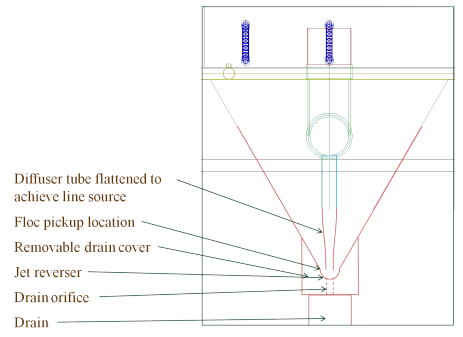 Diffuser tube flattened to
achieve line source
Floc pickup location
Removable drain cover
Jet reverser
Drain orifice
Drain